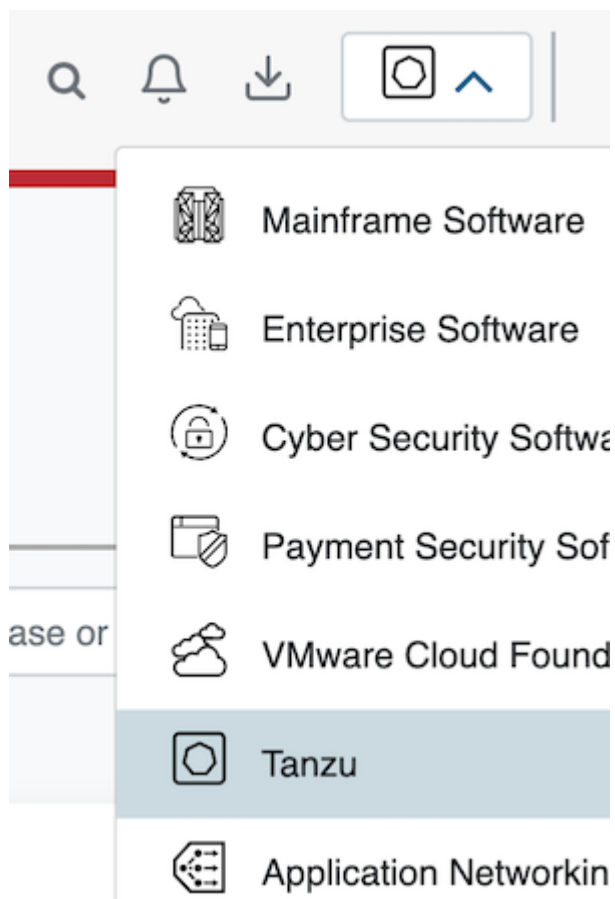 Mainframe Software
Enterprise Software
Cyber Security Softwa
Payment Security Sof
ase or
VMware Cloud Found
Tanzu
Application Networkin